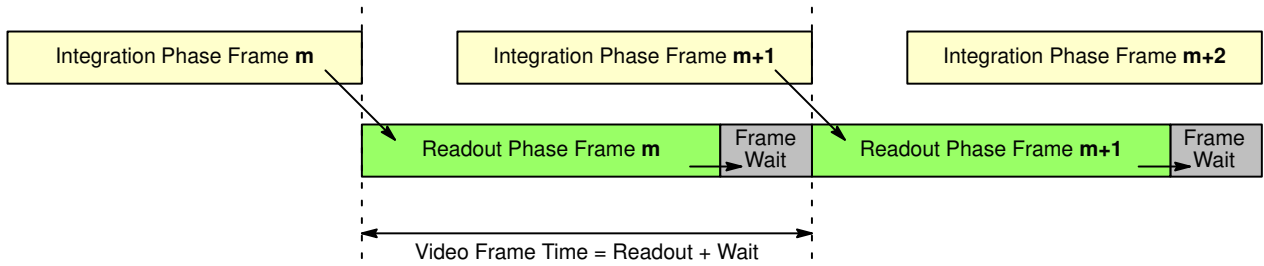 Integration Phase Frame m
Integration Phase Frame m+1
Integration Phase Frame m+2
Readout Phase Frame m
Frame
Wait
Readout Phase Frame m+1
Frame
Wait
Video Frame Time = Readout + Wait